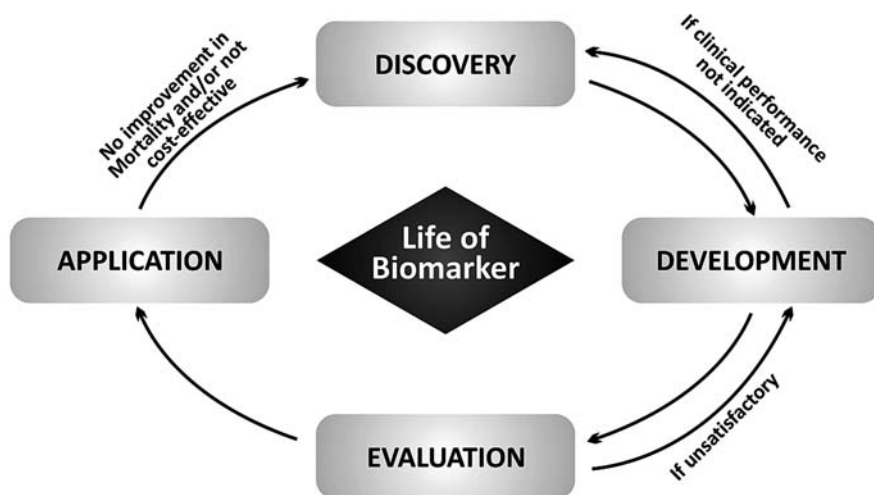 DISCOVERY
If clinical performance
not indicated
No improvement in
Mortality and/or not
cost-effective
APPLICATION
Life of
Biomarker
DEVELOPMENT
If unsatisfactory
EVALUATION